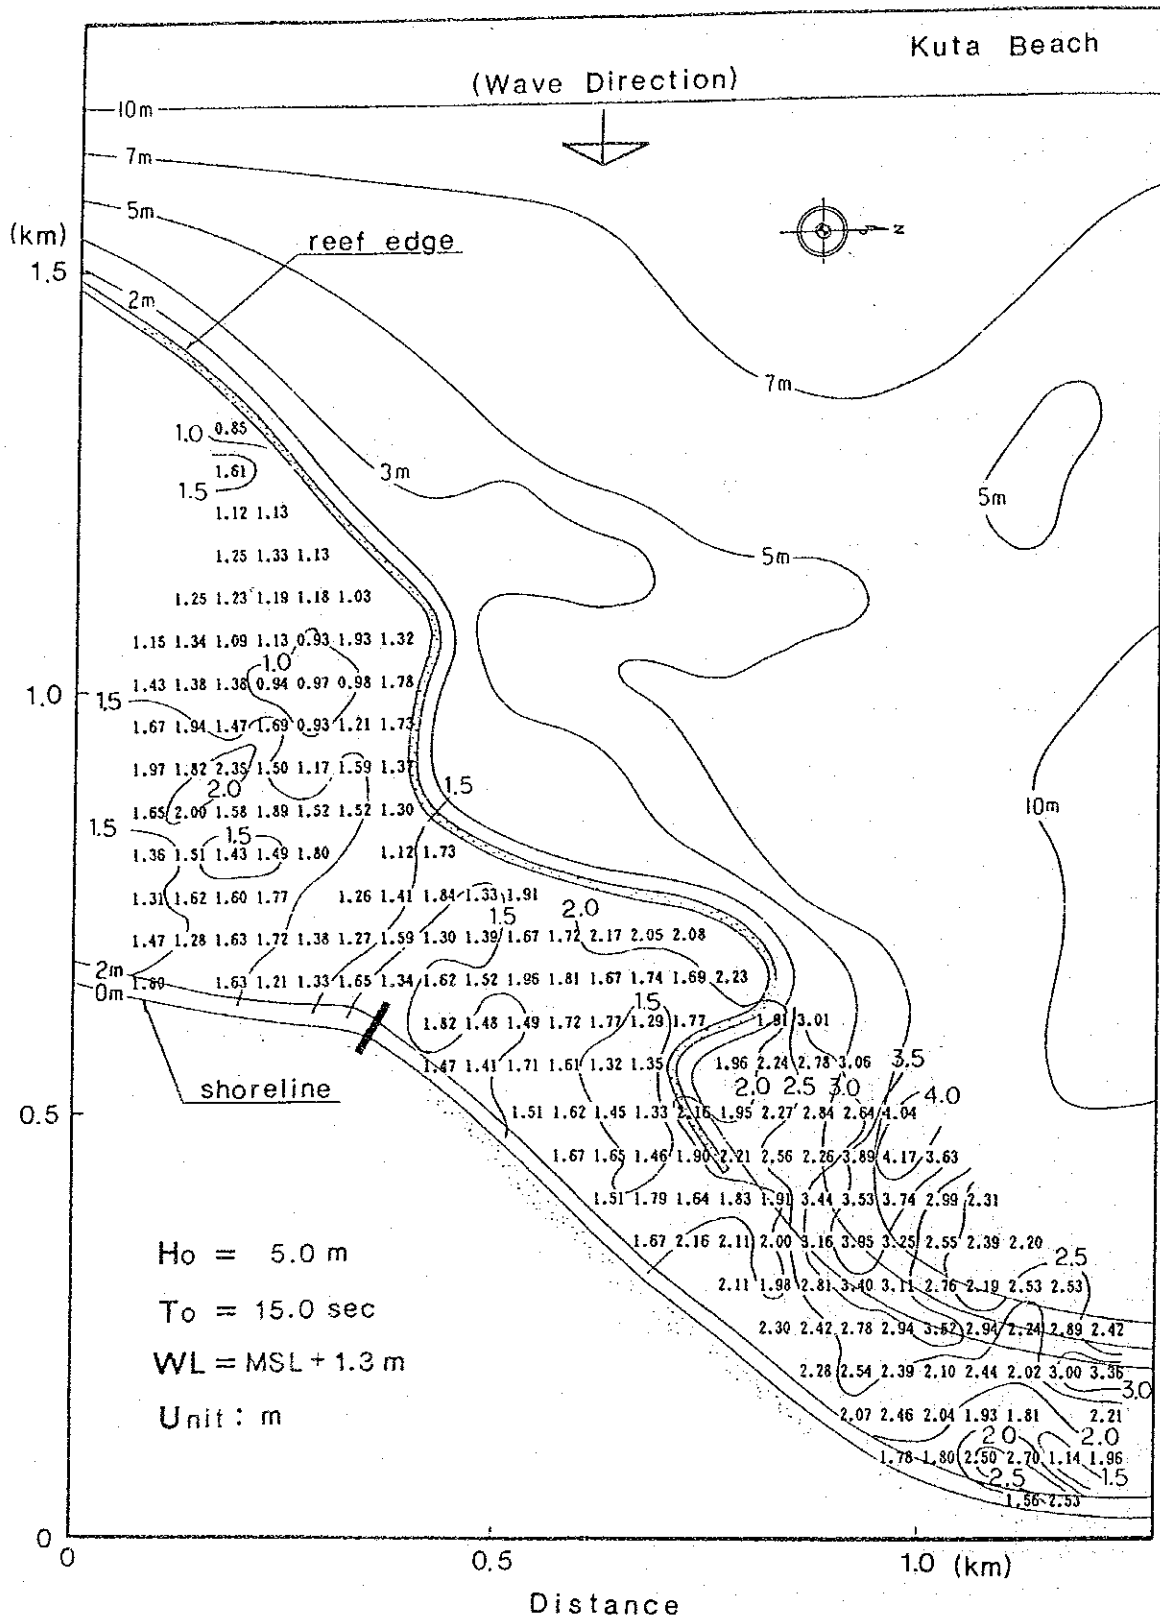 Kuta Beach
(Wave Direction)
10m
7m
5m
(km)
reef edge
N
1.5
2m
7m
1.0 0.85
3m
1.61
1.5
5m
1.12 1.13
1.25 1.33 1.13
5m
1.25 1.23 1.19 1.18 1.03
1.15 1.34 1.09 1.13 0.93 1.93 1.32
1.0
1.43 1.38 1.38 0.94 0.97 0.98 1.78
1.0
1.5
1.67 1.94 1.47 1.69 0.93 1.21 1.73
1.97 1.82 2.35 1.50 1.17 1.59 1.37
2.0
1.5
10m
1.65 2.00 1.58 1.89 1.52 1.52 1.30
1.5
1.5
1.36 1.51 1.43 1.49 1.80 1.12 1.73
1.31 1.62 1.60 1.77 1.26 1.41 1.84 1.33 1.91
1.5
2.0
1.47 1.28 1.63 1.72 1.38 1.27 1.59 1.30 1.39 1.67 1.72 2.17 2.05 2.08
2m
1.80 1.63 1.21 1.33 1.65 1.34 1.62 1.52 1.96 1.81 1.67 1.74 1.69 2.23
0m
1.5
1.82 1.48 1.49 1.72 1.77 1.29 1.77 1.91 3.01
1.47 1.41 1.71 1.61 1.32 1.35 1.96 2.24 2.78 3.06
3.5
shoreline
2.0 2.5 3.0
4.0
0.5
1.51 1.62 1.45 1.33 2.16 1.95 2.27 2.84 2.64 4.04
1.67 1.65 1.46 1.90 2.21 2.56 2.26 3.89 4.17 3.63
1.51 1.79 1.64 1.83 1.91 3.44 3.53 3.74 2.99 2.31
1.67 2.16 2.11 2.00 3.16 3.95 3.25 2.55 2.39 2.20
Ho = 5.0 m
2.5
2.11 1.98 2.81 3.40 3.11 2.76 2.19 2.53 2.53
To = 15.0 sec
2.30 2.42 2.78 2.94 3.52 2.94 2.24 2.89 2.42
WL = MSL + 1.3 m
2.28 2.54 2.39 2.10 2.44 2.02 3.00 3.36
3.0
Unit : m
2.07 2.46 2.04 1.93 1.81 2.21
2.0
2.0
1.78 1.80 2.50 2.70 1.14 1.96
2.5
1.5
1.56 2.53
0
0
0.5
1.0 (km)
Distance